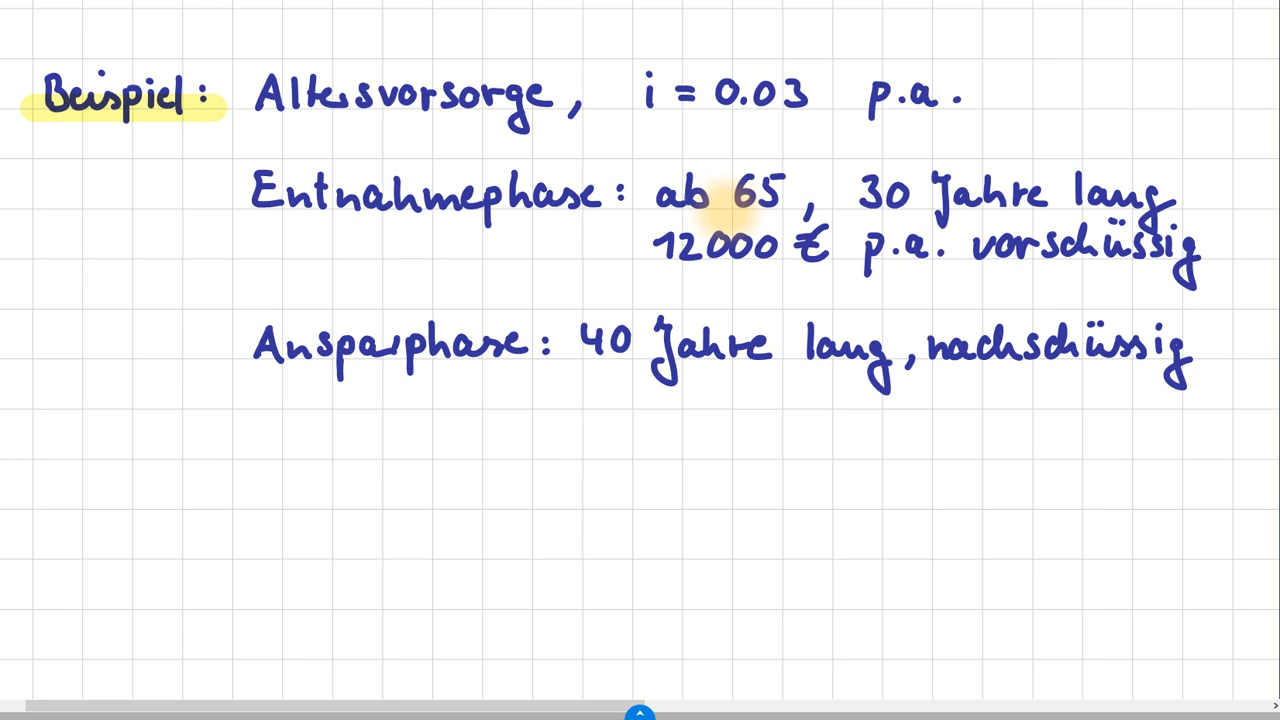 Beispiel: Altersvorsorge, i = 0.03 p.a.
Entnahmephase: ab 65, 30 Jahre lang
12000 € p.a. vorschüssig
Ansparphase: 40 Jahre lang, nachschüssig